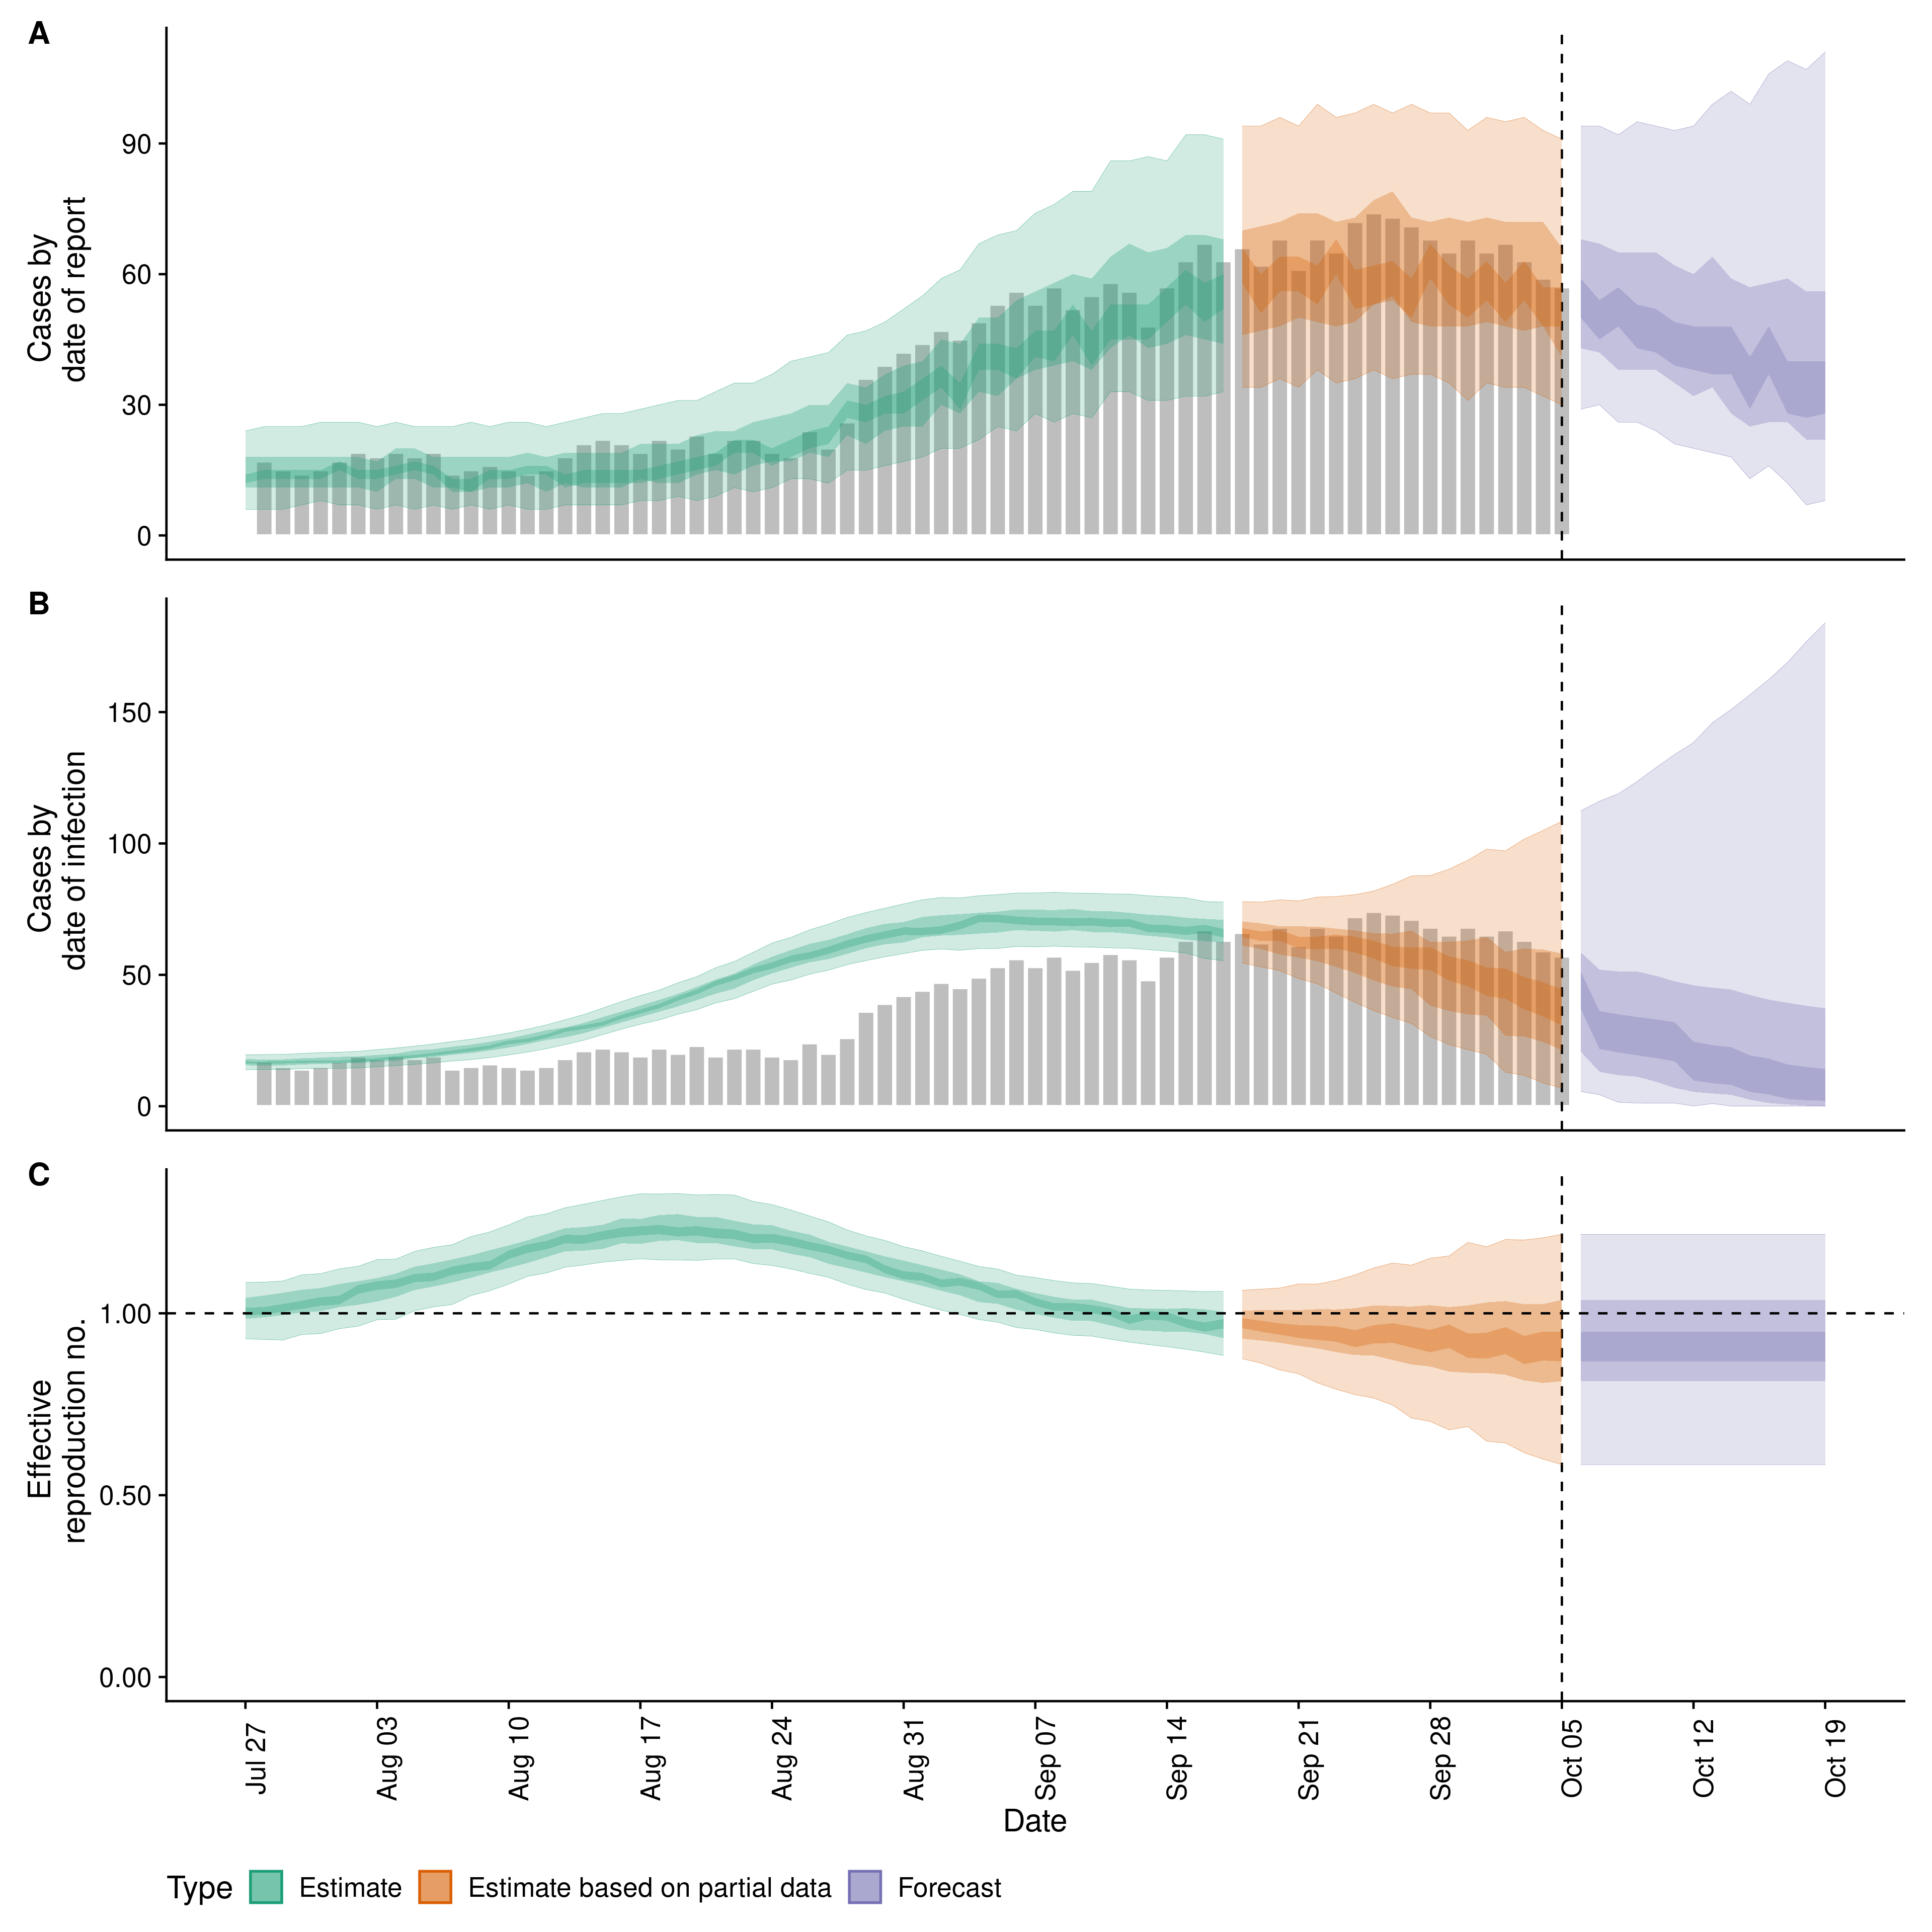 A
Cases by
date of report
90
60
30
0
B
Cases by
date of infection
150
100
50
0
C
Effective
reproduction no.
1.00
0.50
0.00
Jul 27
Aug 03
Aug 10
Aug 17
Aug 24
Aug 31
Sep 07
Sep 14
Sep 21
Sep 28
Oct 05
Oct 12
Oct 19
Date
Type Estimate Estimate based on partial data Forecast